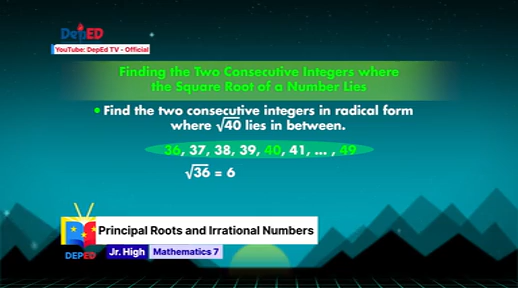 DepED
YouTube: DepEd TV - Official
Finding the Two Consecutive Integers where
the Square Root of a Number Lies
• Find the two consecutive integers in radical form
where √40 lies in between.
36, 37, 38, 39, 40, 41, ... , 49
√36 = 6
Principal Roots and Irrational Numbers
DEPED
Jr. High Mathematics 7